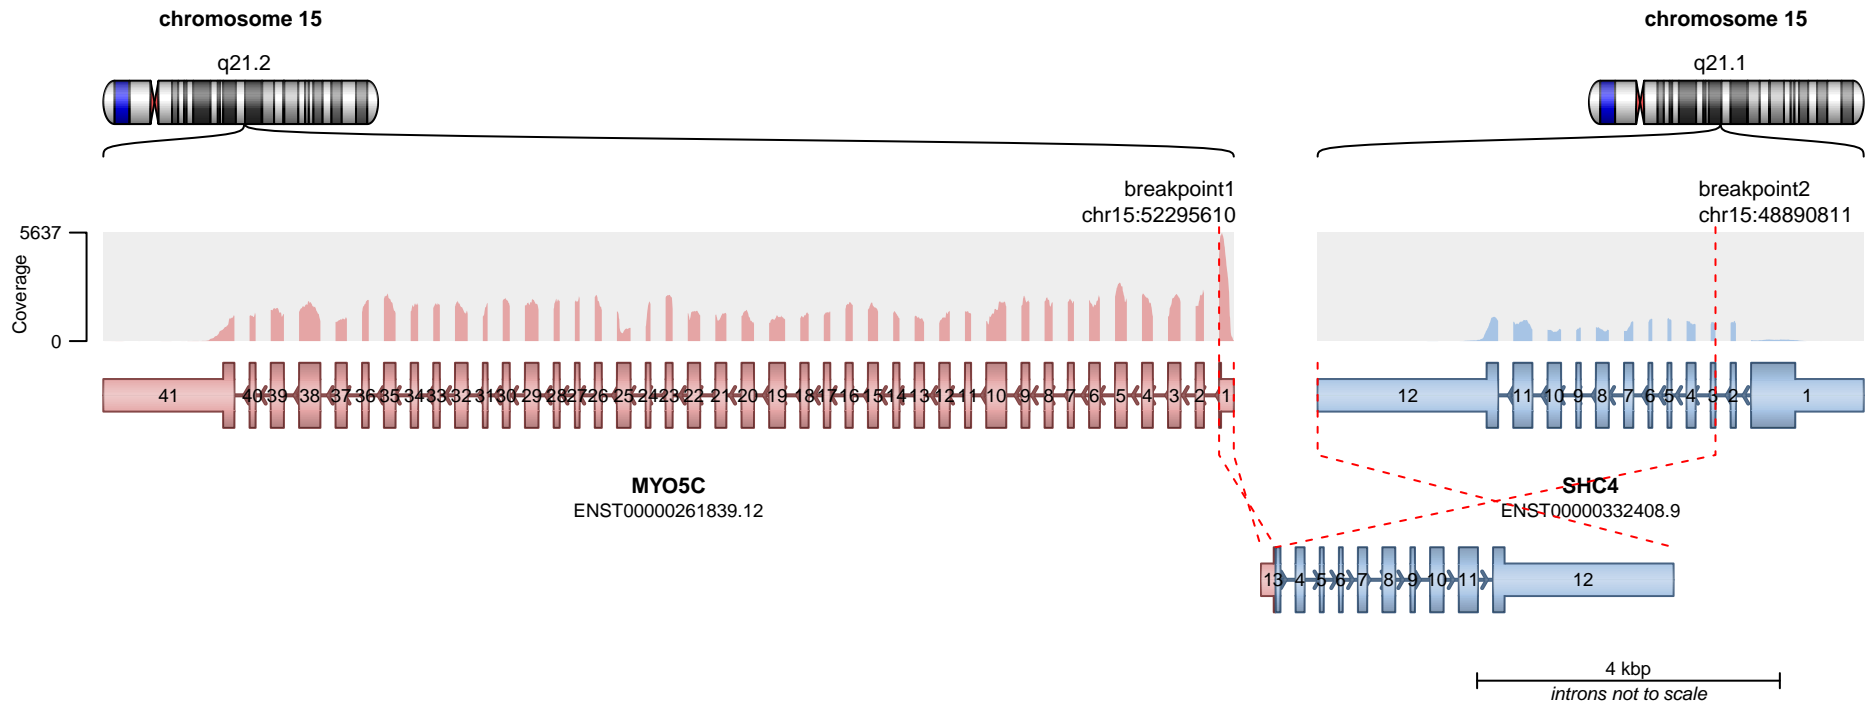 chromosome 15
chromosome 15
q21.2
q21.1
breakpoint1
chr15:52295610
breakpoint2
chr15:48890811
5637
Coverage
0
41 40 39 38 37 36 35 34 33 32 31 30 29 28 27 26 25 24 23 22 21 20 19 18 17 16 15 14 13 12 11 10 9 8 7 6 5 4 3 2 1
12 11 10 9 8 7 6 5 4 3 2 1
MYO5C
ENST00000261839.12
SHC4
ENST00000332408.9
1 3 4 5 6 7 8 9 10 11 12
4 kbp
introns not to scale